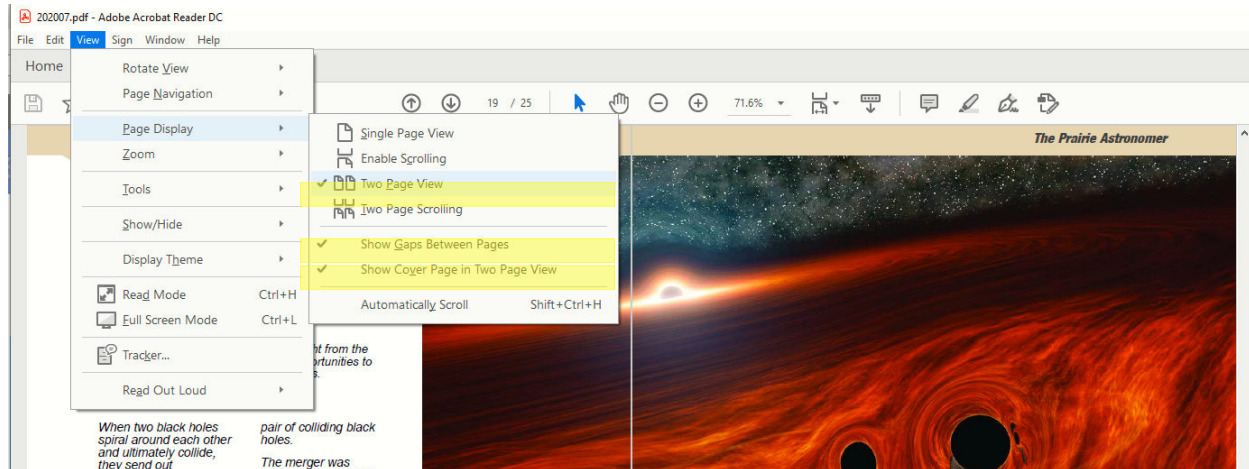 202007.pdf - Adobe Acrobat Reader DC
File Edit View Sign Window Help
Home
19 / 25
71.6%
Rotate View
Page Navigation
Page Display
Zoom
Tools
Show/Hide
Display Theme
Read Mode Ctrl+H
Full Screen Mode Ctrl+L
Tracker...
Read Out Loud
Single Page View
Enable Scrolling
Two Page View
Two Page Scrolling
Show Gaps Between Pages
Show Cover Page in Two Page View
Automatically Scroll Shift+Ctrl+H
The Prairie Astronomer
from the
to
When two black holes
spiral around each other
and ultimately collide,
they send out
pair of colliding black
holes.
The merger was